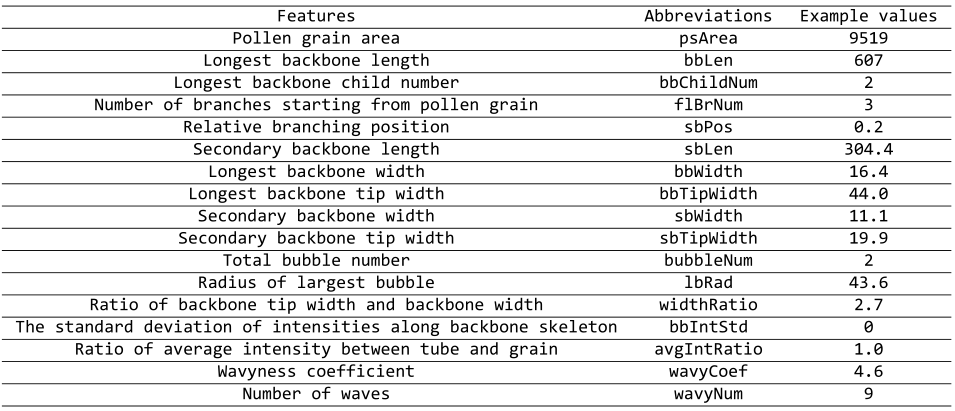 Features Abbreviations Example values
Pollen grain area psArea 9519
Longest backbone length bbLen 607
Longest backbone child number bbChildNum 2
Number of branches starting from pollen grain flBrNum 3
Relative branching position sbPos 0.2
Secondary backbone length sbLen 304.4
Longest backbone width bbWidth 16.4
Longest backbone tip width bbTipWidth 44.0
Secondary backbone width sbWidth 11.1
Secondary backbone tip width sbTipWidth 19.9
Total bubble number bubbleNum 2
Radius of largest bubble lbRad 43.6
Ratio of backbone tip width and backbone width widthRatio 2.7
The standard deviation of intensities along backbone skeleton bbIntStd 0
Ratio of average intensity between tube and grain avgIntRatio 1.0
Wavyness coefficient wavyCoef 4.6
Number of waves wavyNum 9